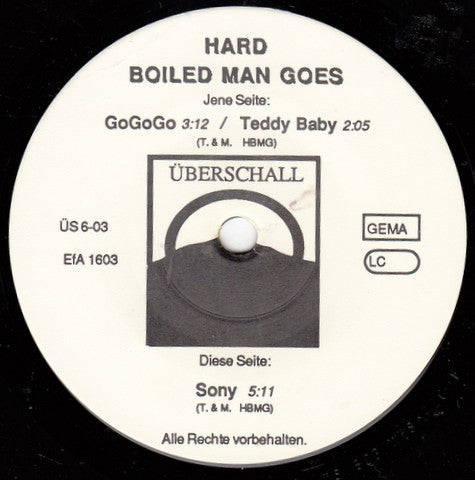 HARD
BOILED MAN GOES
Jene Seite:
GoGoGo 3:12 / Teddy Baby 2:05
(T. & M. HBMG)
ÜBERSCHALL
ÜS 6-03
GEMA
EfA 1603
LC
Diese Seite:
Sony 5:11
(T. & M. HBMG)
Alle Rechte vorbehalten.